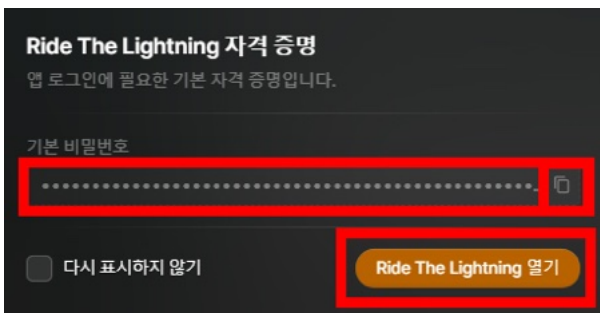 Ride The Lightning 자격 증명
앱 로그인에 필요한 기본 자격 증명입니다.
기본 비밀번호
다시 표시하지 않기
Ride The Lightning 열기